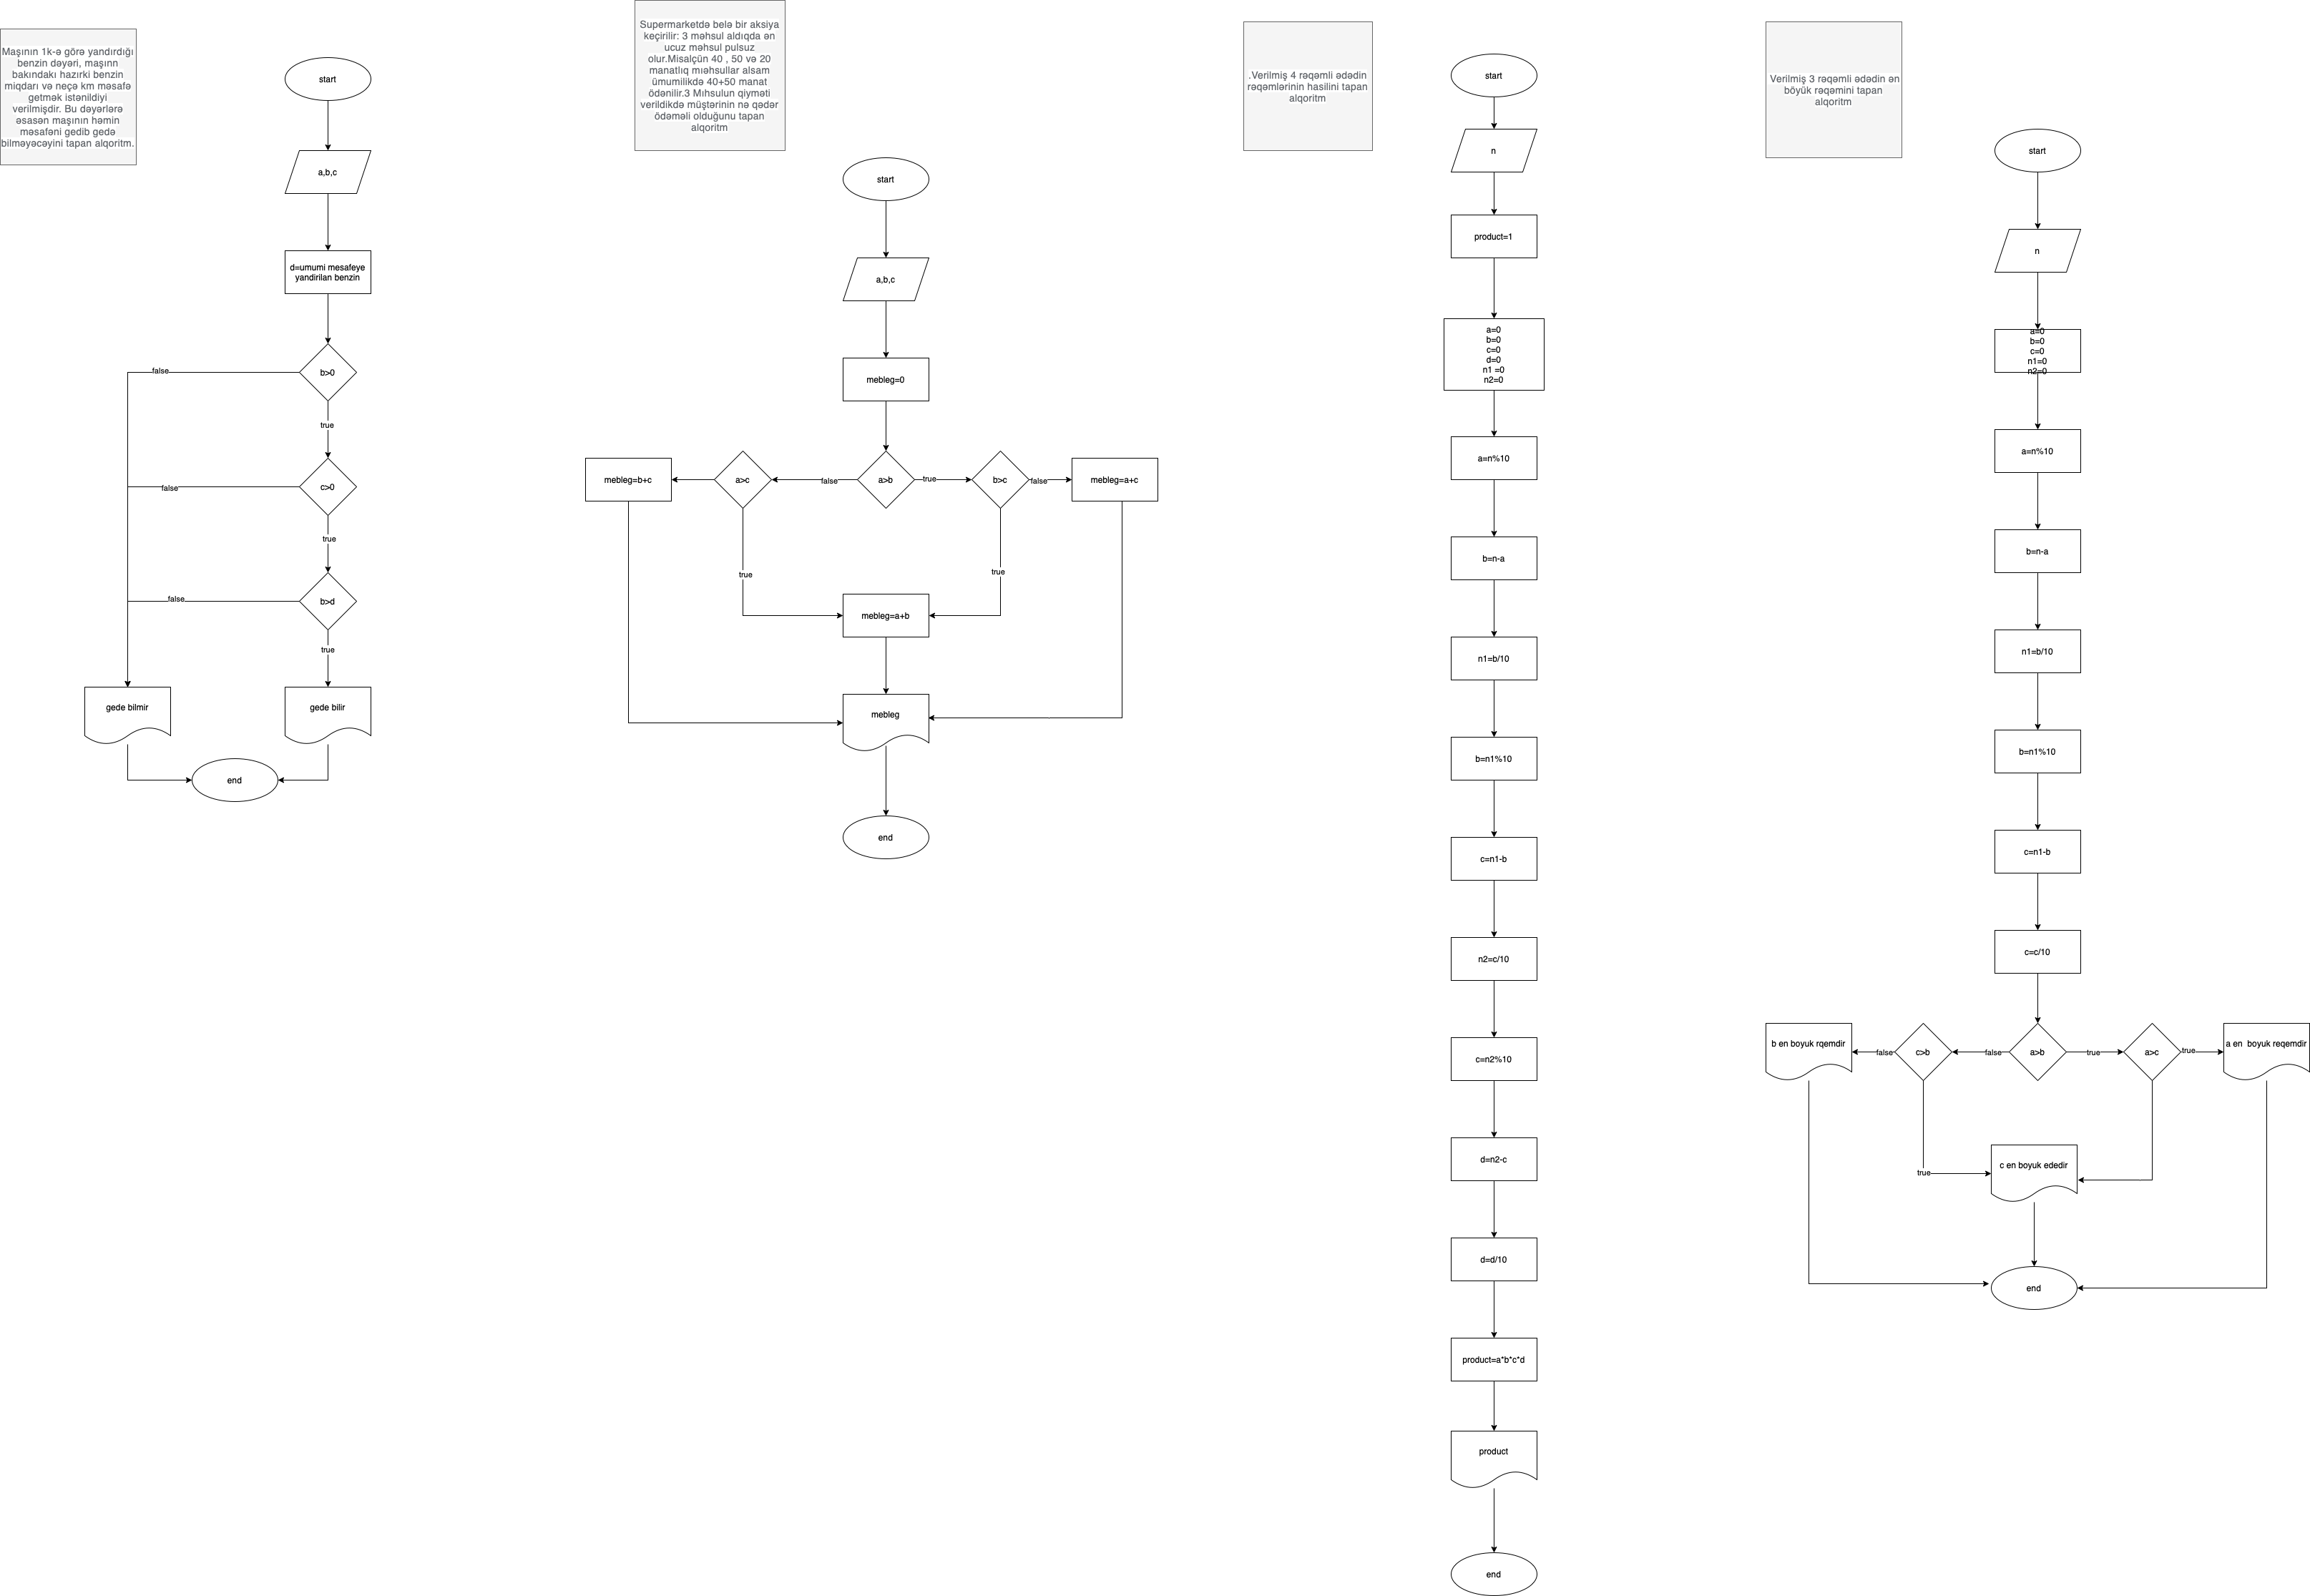 Maşının 1k-ə görə yandırdığı
benzin dəyəri, maşınn
bakındakı hazırki benzin
miqdarı və neçə km məsafə
getmək istənildiyi
verilmişdir. Bu dəyərlərə
əsasən maşının həmin
məsafəni gedib gedə
bilməyəcəyini tapan alqoritm.
start
a,b,c
d=umumi mesafeye
yandirilan benzin
b>0
false
true
c>0
false
true
b>d
false
true
gede bilmir
gede bilir
end
Supermarketdə belə bir aksiya
keçirilir: 3 məhsul aldıqda ən
ucuz məhsul pulsuz
olur.Misalçün 40 , 50 və 20
manatlıq mıəhsullar alsam
ümumilikdə 40+50 manat
ödənilir.3 Mıhsulun qiyməti
verildikdə müştərinin nə qədər
ödəməli olduğunu tapan
alqoritm
start
a,b,c
mebleg=0
mebleg=b+c
a>c
false
a>b
true
b>c
false
mebleg=a+c
true
true
mebleg=a+b
mebleg
end
.Verilmiş 4 rəqəmli ədədin
rəqəmlərinin hasilini tapan
alqoritm
start
n
product=1
a=0
b=0
c=0
d=0
n1 =0
n2=0
a=n%10
b=n-a
n1=b/10
b=n1%10
c=n1-b
n2=c/10
c=n2%10
d=n2-c
d=d/10
product=a*b*c*d
product
end
Verilmiş 3 rəqəmli ədədin ən
böyük rəqəmini tapan
alqoritm
start
n
a=0
b=0
c=0
n1=0
n2=0
a=n%10
b=n-a
n1=b/10
b=n1%10
c=n1-b
c=c/10
b en boyuk rqemdir
false
c>b
false
a>b
true
a>c
true
a en  boyuk reqemdir
true
c en boyuk ededir
end